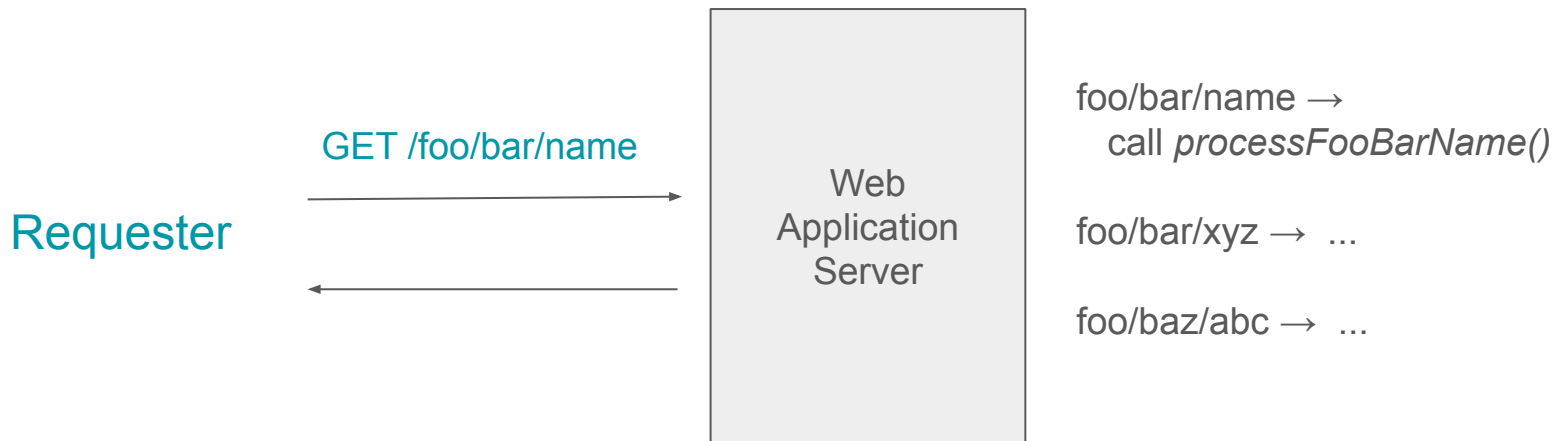 Requester
GET /foo/bar/name
Web
Application
Server
foo/bar/name →
call processFooBarName()
foo/bar/xyz → ...
foo/baz/abc → ...